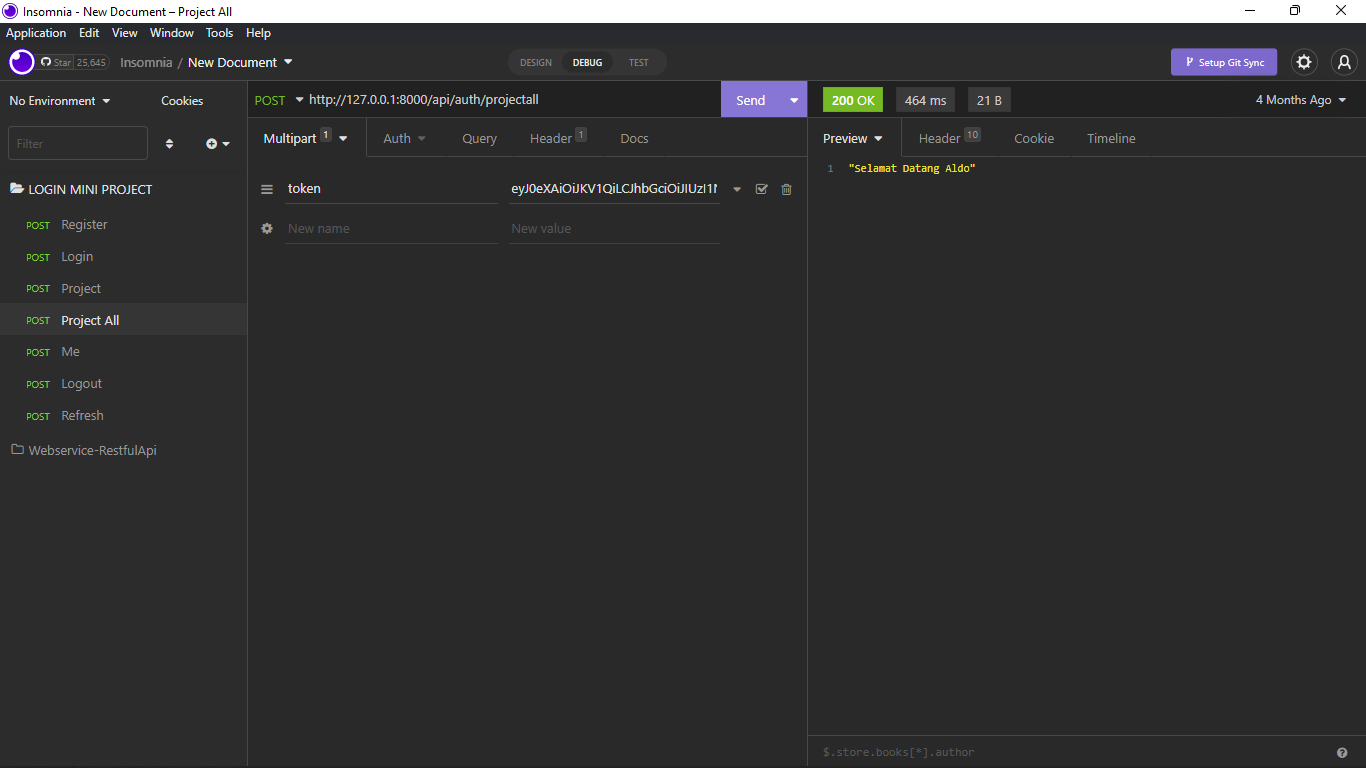 Insomnia - New Document – Project All
Application Edit View Window Tools Help
Star 25,645 Insomnia / New Document DESIGN DEBUG TEST Setup Git Sync
No Environment Cookies POST http://127.0.0.1:8000/api/auth/projectall Send 200 OK 464 ms 21 B 4 Months Ago
Filter Multipart 1 Auth Query Header 1 Docs Preview Header 10 Cookie Timeline
1 "Selamat Datang Aldo"
LOGIN MINI PROJECT token
New name New value
POST Register
POST Login
POST Project
POST Project All
POST Me
POST Logout
POST Refresh
Webservice-RestfulApi
$.store.books[*].author